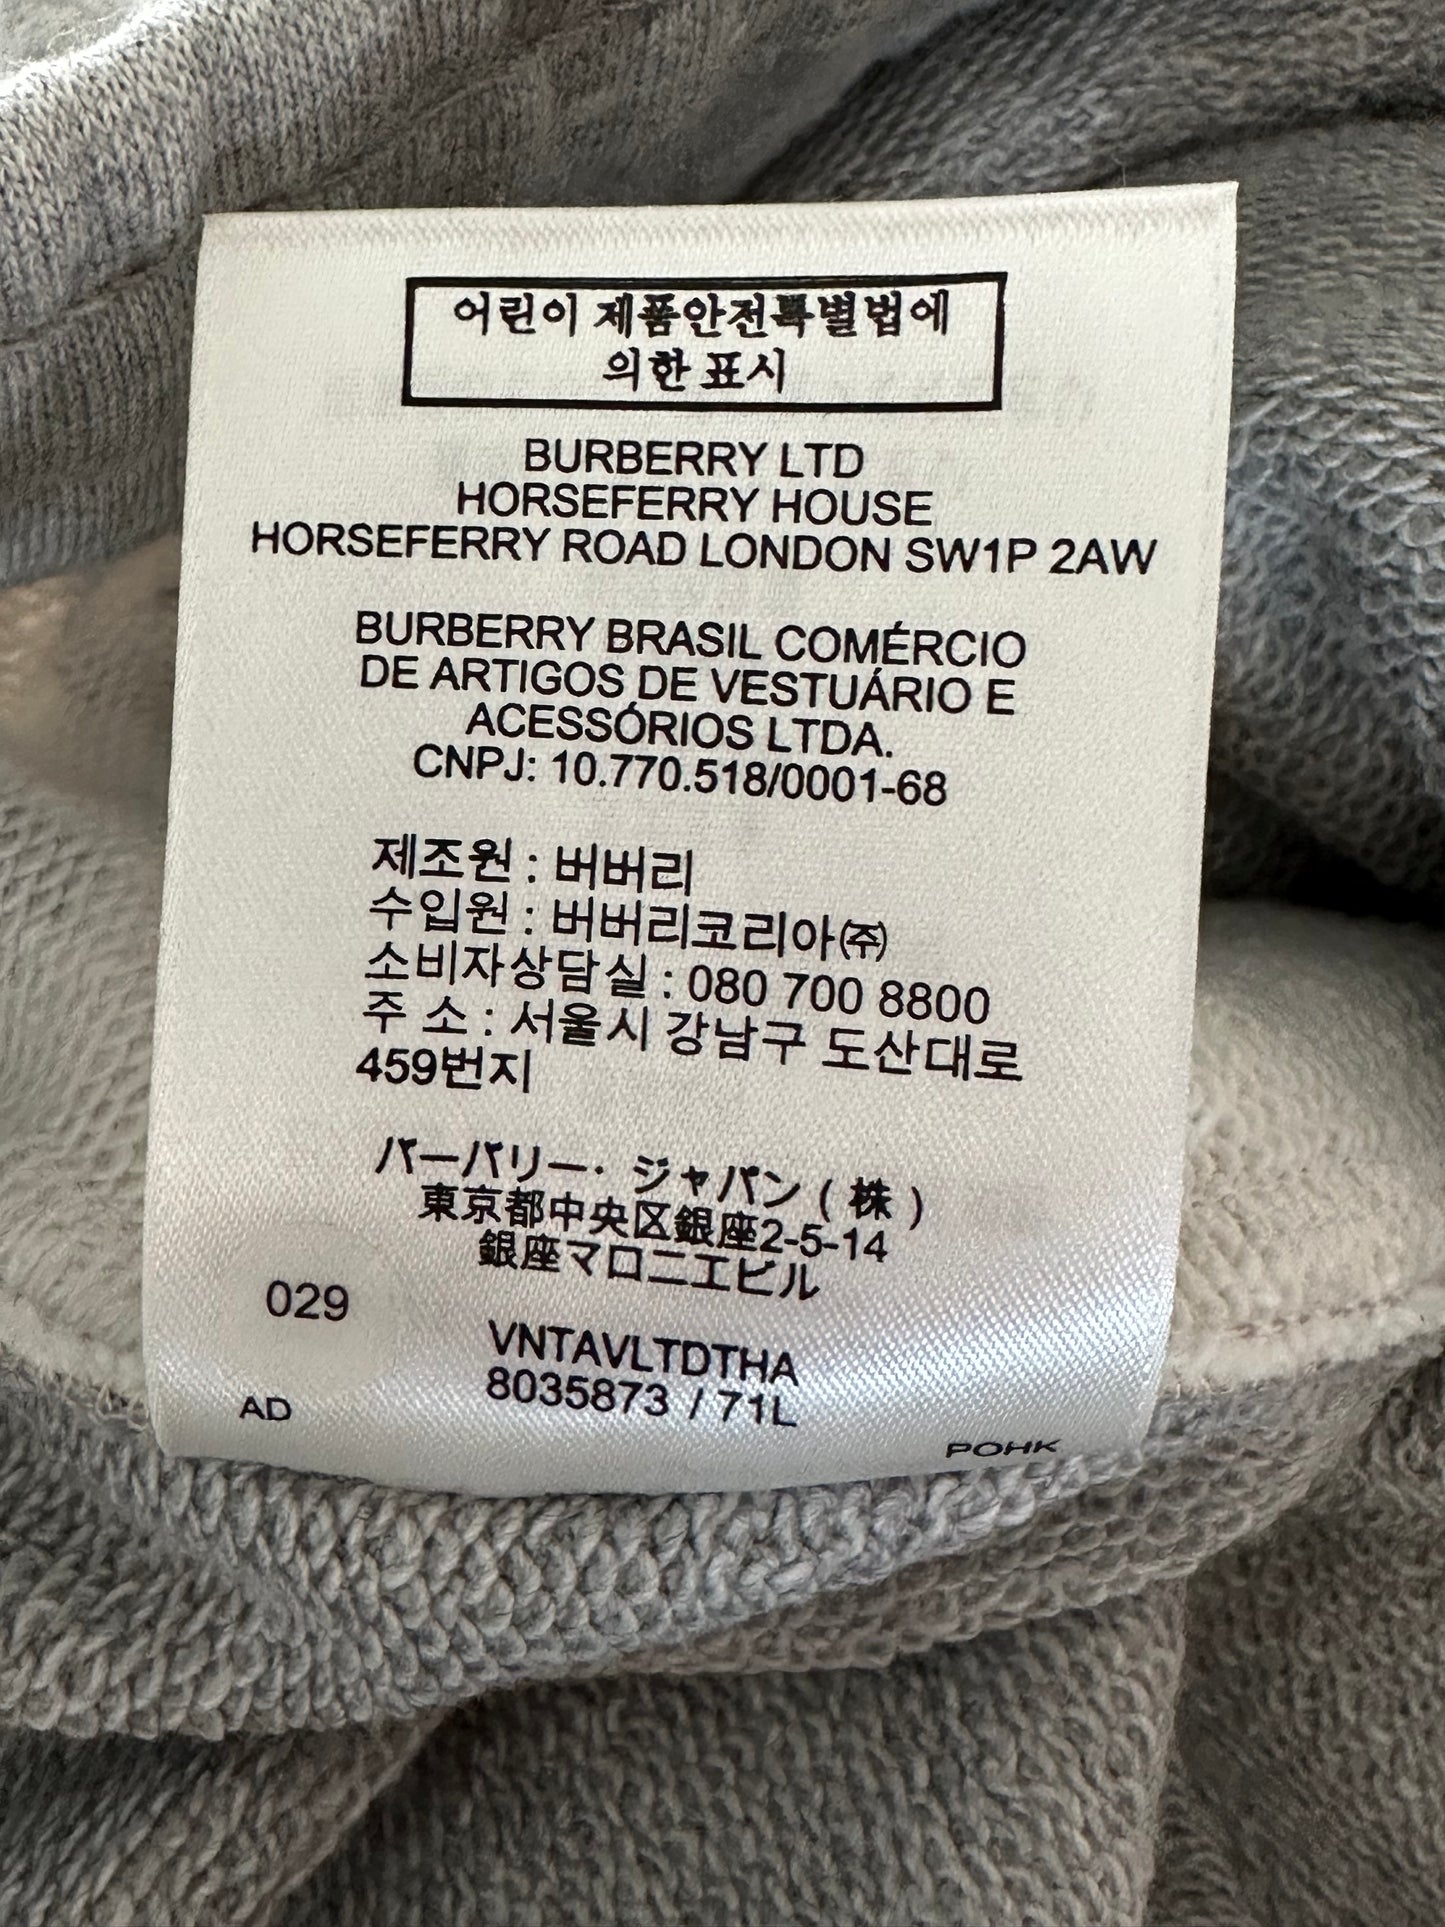 어린이 제품안전특별법에
의한 표시
BURBERRY LTD
HORSEFERRY HOUSE
HORSEFERRY ROAD LONDON SW1P 2AW
BURBERRY BRASIL COMÉRCIO
DE ARTIGOS DE VESTUÁRIO E
ACESSÓRIOS LTDA.
CNPJ: 10.770.518/0001-68
제조원 : 버버리
수입원 : 버버리코리아㈜
소비자상담실 : 080 700 8800
주 소 : 서울시 강남구 도산대로
459번지
バーバリー・ジャパン ( 株 )
東京都中央区銀座2-5-14
銀座マロニエビル
029
VNTAVLTDTHA
8035873 / 71L
AD
POHK